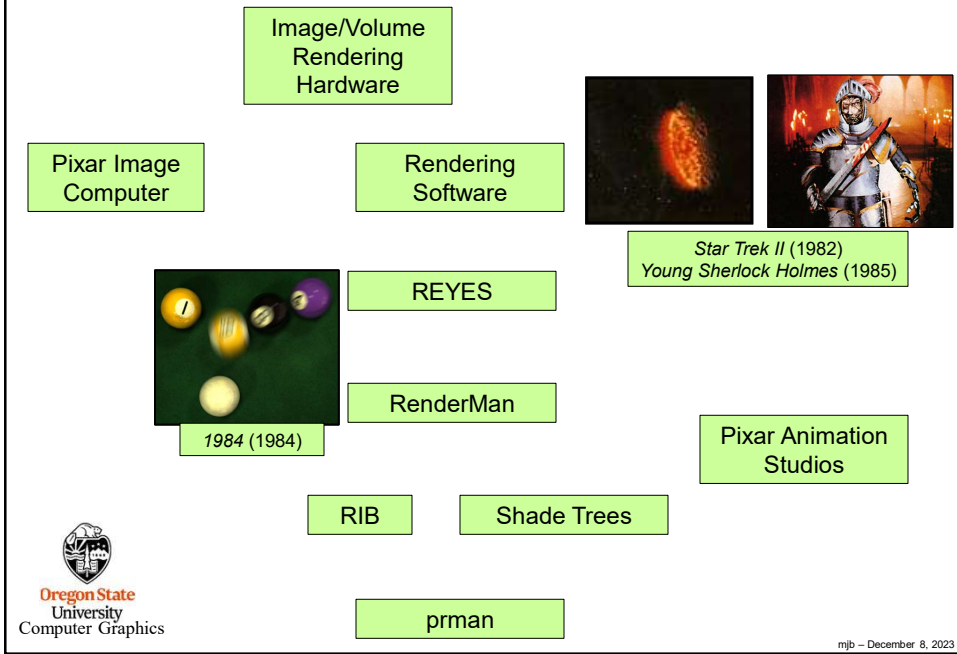 Image/Volume
Rendering
Hardware
Pixar Image
Computer
Rendering
Software
Star Trek II (1982)
Young Sherlock Holmes (1985)
REYES
1
RenderMan
1984 (1984)
Pixar Animation
Studios
RIB
Shade Trees
prman
Oregon State
University
Computer Graphics
mjb – December 8, 2023